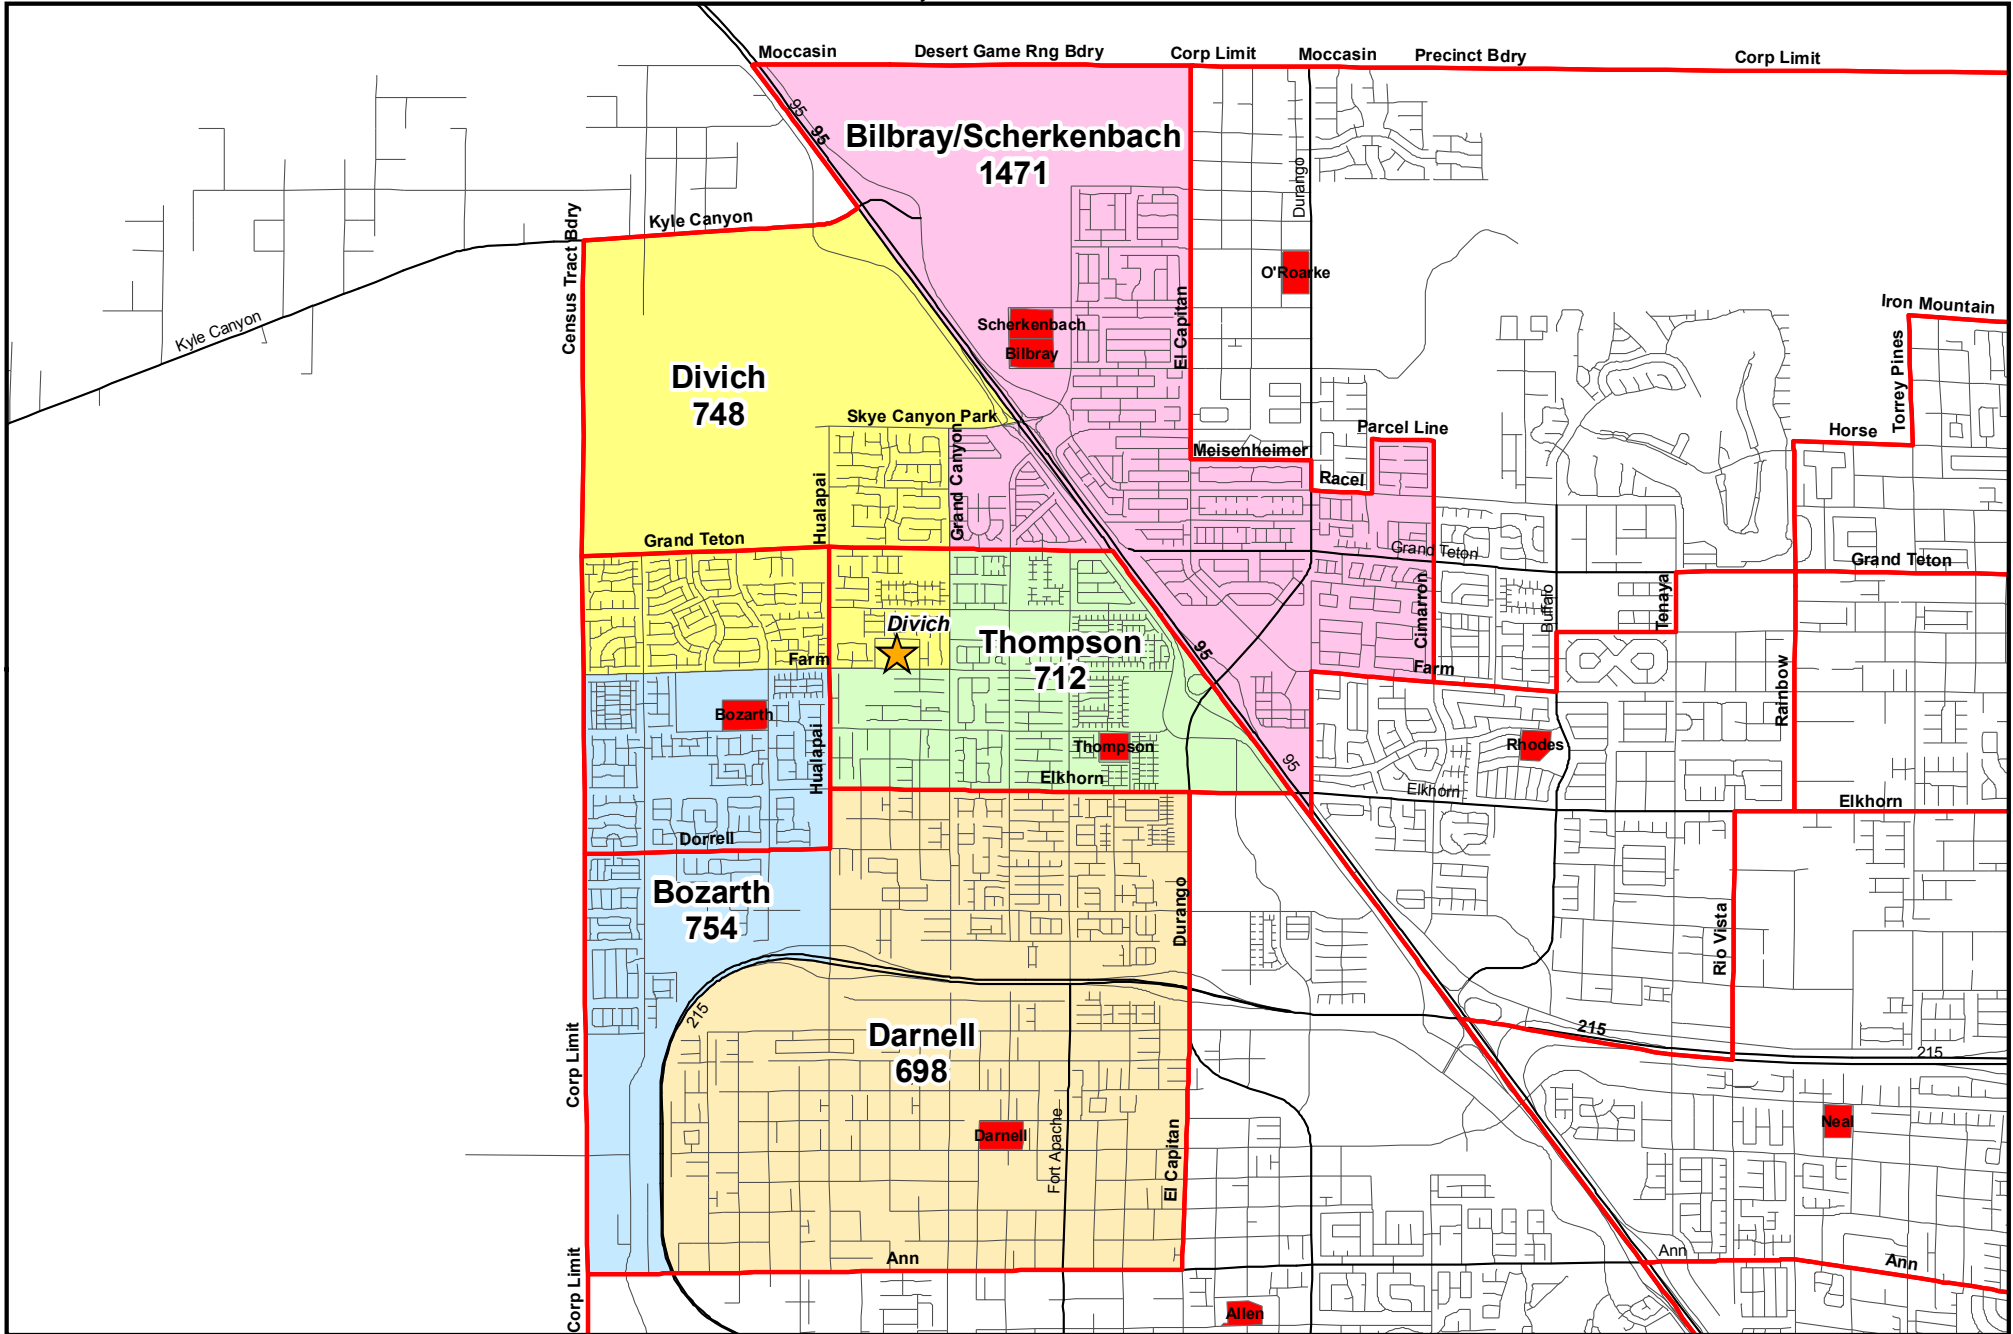 Moccasin
Desert Game Rng Bdry
Corp Limit
Moccasin
Precinct Bdry
Corp Limit
95
95
Bilbray/Scherkenbach
1471
Durango
Kyle Canyon
Census Tract Bdry
O'Roarke
El Capitan
Iron Mountain
Kyle Canyon
Scherkenbach
Bilbray
Torrey Pines
Divich
748
Skye Canyon Park
Parcel Line
Horse
Grand Canyon
Meisenheimer
Racel
Hualapai
Grand Teton
Grand Teton
Grand Teton
Cimarron
Buffalo
Tenaya
Divich
Thompson
712
95
Farm
Farm
Bozarth
Rainbow
Hualapai
Thompson
Rhodes
95
Elkhorn
Elkhorn
Elkhorn
Dorrell
Bozarth
754
Durango
Rio Vista
215
Darnell
698
215
215
Corp Limit
Darnell
Fort Apache
El Capitan
Neal
Ann
Ann
Ann
Corp Limit
Allen